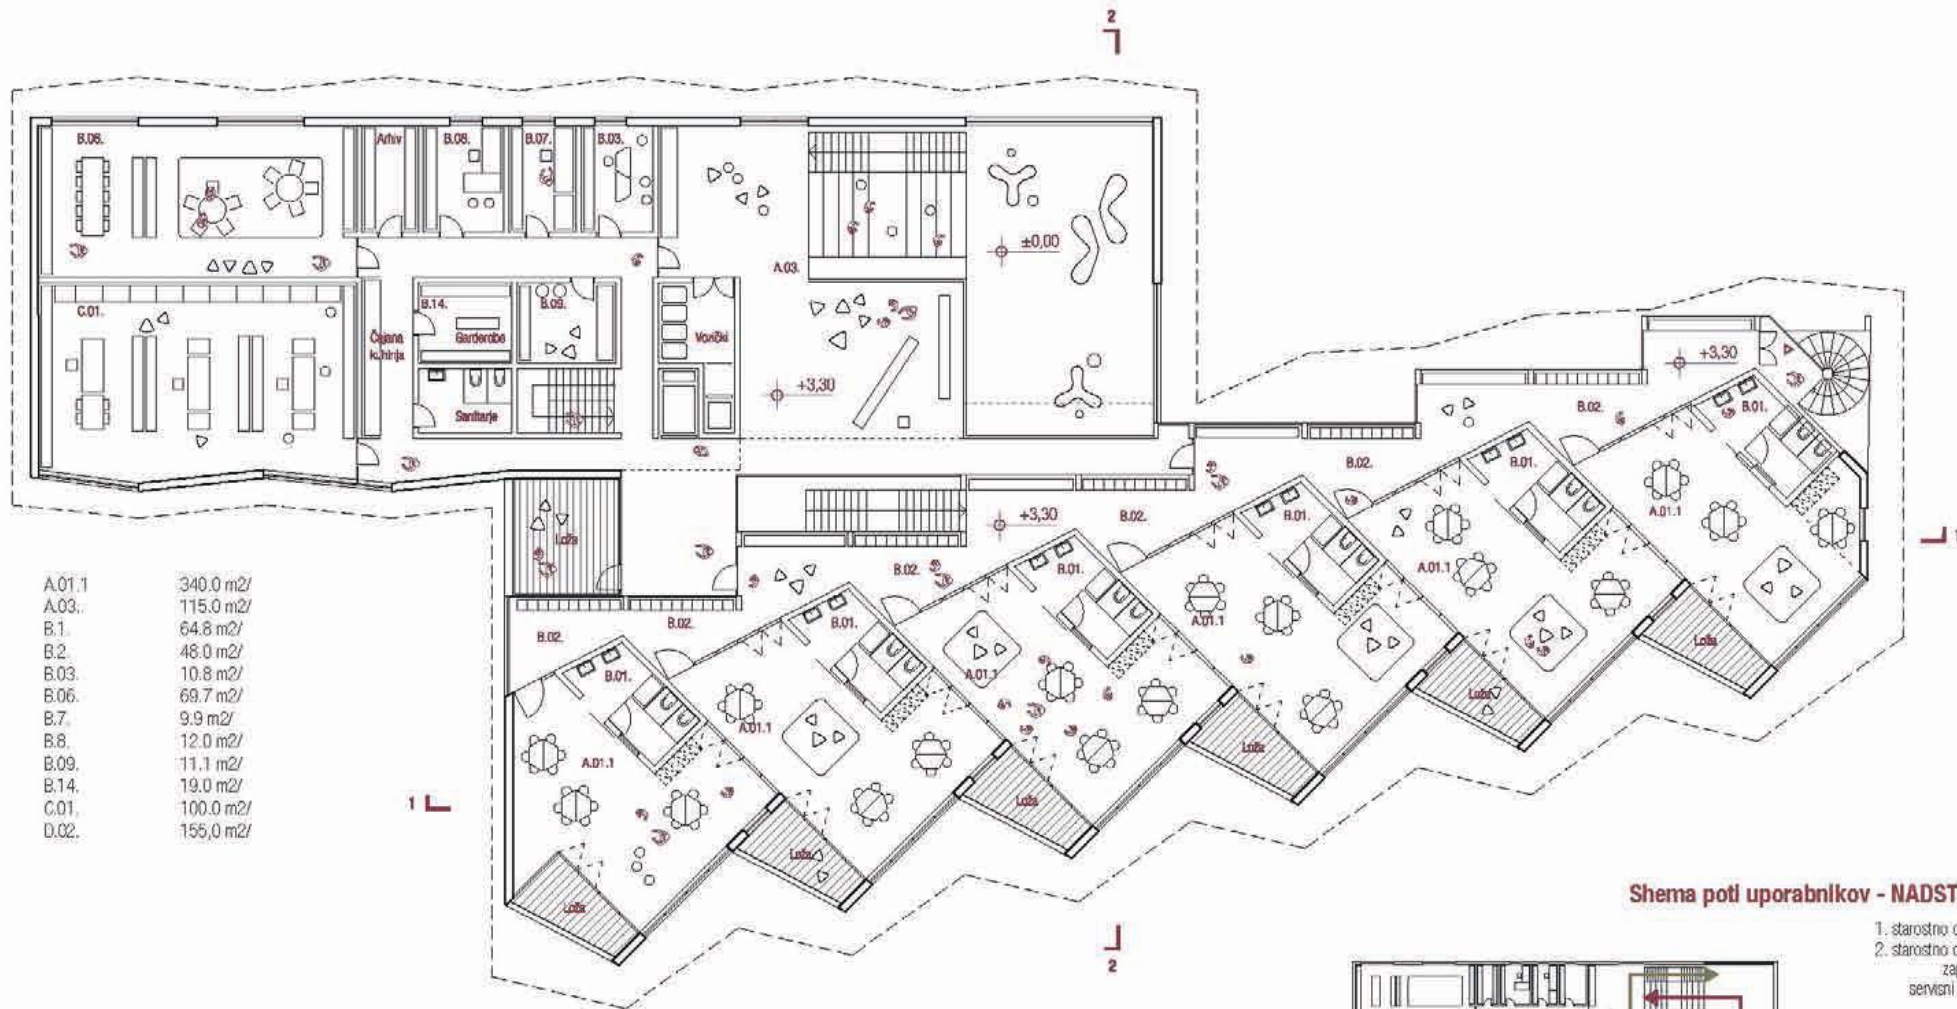 2
B.06.
Arhiv
B.08.
B.07.
B.03.
±0,00
A.03.
C.01.
Čajana
kuhinja
B.14.
Garderobe
B.09.
Vozički
Sanitarje
+3,30
+3,30
B.02.
B.01.
B.02.
B.01.
A.01.1
Loža
+3,30
B.02.
B.01.
A.01.1
Loža
B.02.
B.01.
A.01.1
Loža
B.02.
B.02.
B.01.
A.01.1
Loža
B.01.
A.01.1
Loža
B.01.
A.01.1
Loža
Loža
1
1
2
A.01.1 340.0 m2/
A.03. 115.0 m2/
B.1. 64.8 m2/
B.2. 48.0 m2/
B.03. 10.8 m2/
B.06. 69.7 m2/
B.7. 9.9 m2/
B.8. 12.0 m2/
B.09. 11.1 m2/
B.14. 19.0 m2/
C.01. 100.0 m2/
D.02. 155,0 m2/
Shema poti uporabnikov - NADST
1. starostno o
2. starostno o
za
servisni